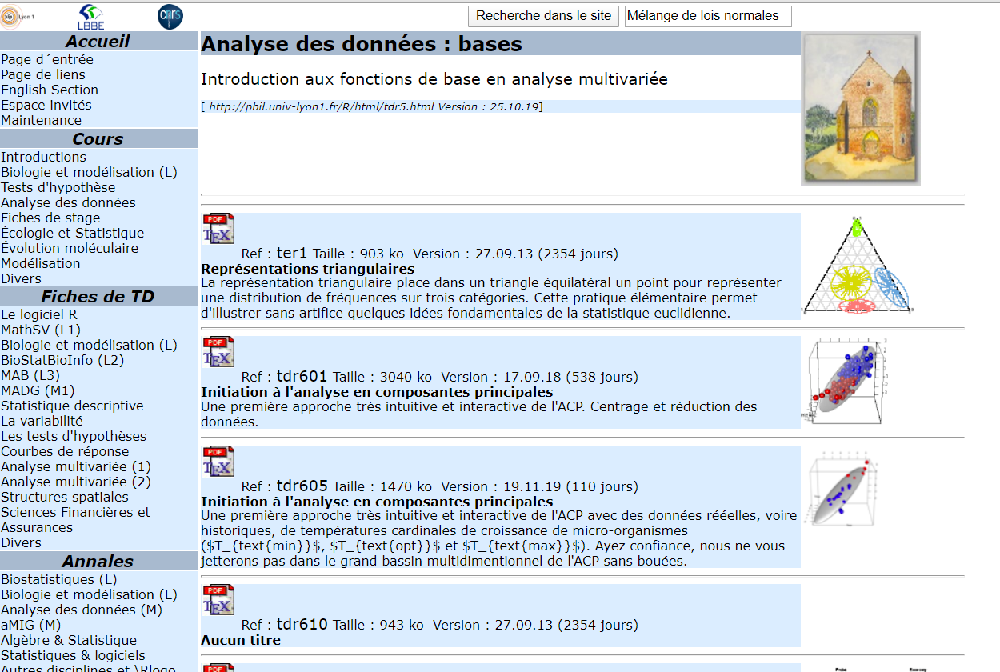 Lyon 1
LBBE
cnrs
Recherche dans le site
Mélange de lois normales
Accueil
Page d´entrée
Page de liens
English Section
Espace invités
Maintenance
Cours
Introductions
Biologie et modélisation (L)
Tests d'hypothèse
Analyse des données
Fiches de stage
Écologie et Statistique
Évolution moléculaire
Modélisation
Divers
Fiches de TD
Le logiciel R
MathSV (L1)
Biologie et modélisation (L)
BioStatBioInfo (L2)
MAB (L3)
MADG (M1)
Statistique descriptive
La variabilité
Les tests d'hypothèses
Courbes de réponse
Analyse multivariée (1)
Analyse multivariée (2)
Structures spatiales
Sciences Financières et
Assurances
Divers
Annales
Biostatistiques (L)
Biologie et modélisation (L)
Analyse des données (M)
aMIG (M)
Algèbre & Statistique
Statistiques & logiciels
Autres disciplines et \Rlogo
Analyse des données : bases
Introduction aux fonctions de base en analyse multivariée
[ http://pbil.univ-lyon1.fr/R/html/tdr5.html Version : 25.10.19]
PDF
TEX
Ref : ter1 Taille : 903 ko Version : 27.09.13 (2354 jours)
Représentations triangulaires
La représentation triangulaire place dans un triangle équilatéral un point pour représenter
une distribution de fréquences sur trois catégories. Cette pratique élémentaire permet
d'illustrer sans artifice quelques idées fondamentales de la statistique euclidienne.
PDF
TEX
Ref : tdr601 Taille : 3040 ko Version : 17.09.18 (538 jours)
Initiation à l'analyse en composantes principales
Une première approche très intuitive et interactive de l'ACP. Centrage et réduction des
données.
PDF
TEX
Ref : tdr605 Taille : 1470 ko Version : 19.11.19 (110 jours)
Initiation à l'analyse en composantes principales
Une première approche très intuitive et interactive de l'ACP avec des données rééelles, voire
historiques, de températures cardinales de croissance de micro-organismes
($T_{text{min}}$, $T_{text{opt}}$ et $T_{text{max}}$). Ayez confiance, nous ne vous
jetterons pas dans le grand bassin multidimentionnel de l'ACP sans bouées.
PDF
TEX
Ref : tdr610 Taille : 943 ko Version : 27.09.13 (2354 jours)
Aucun titre
PDF